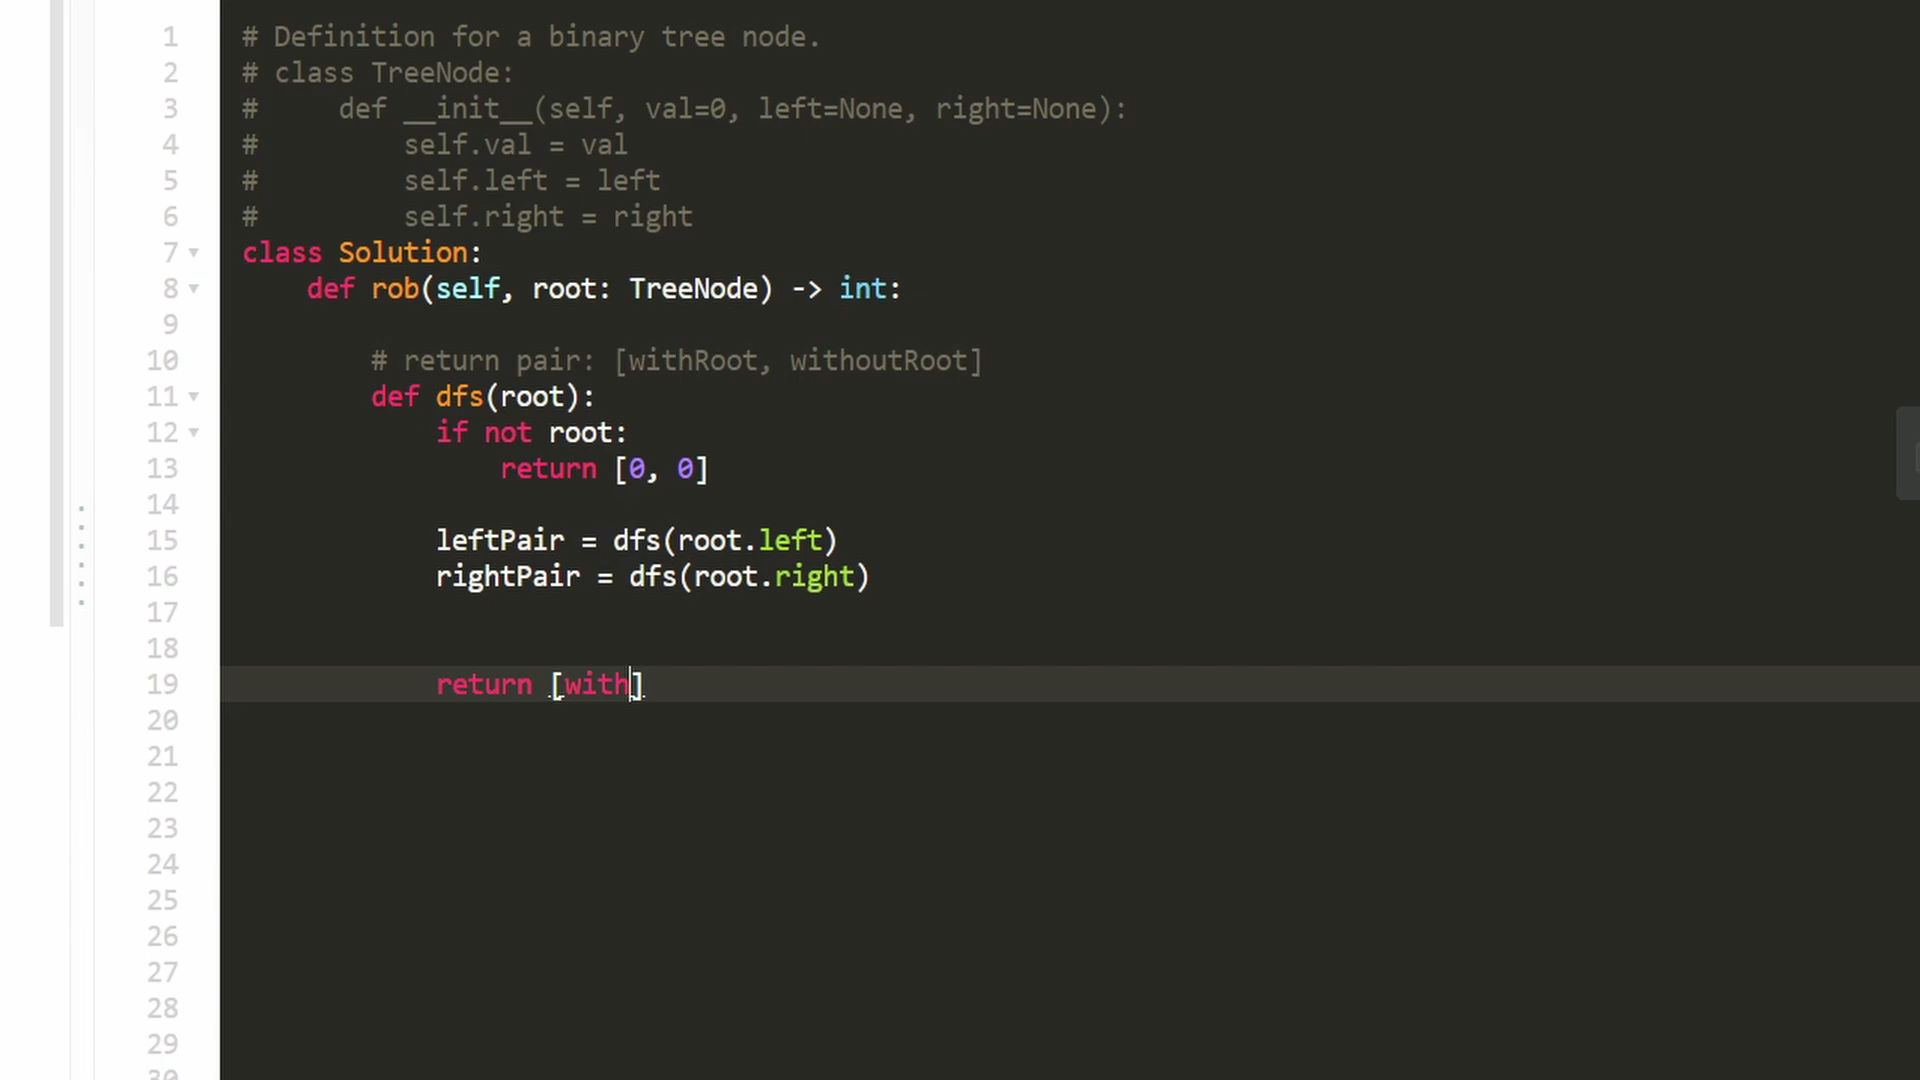 1 # Definition for a binary tree node.
2 # class TreeNode:
3 #     def __init__(self, val=0, left=None, right=None):
4 #         self.val = val
5 #         self.left = left
6 #         self.right = right
7 class Solution:
8     def rob(self, root: TreeNode) -> int:
9
10         # return pair: [withRoot, withoutRoot]
11         def dfs(root):
12             if not root:
13                 return [0, 0]
14
15             leftPair = dfs(root.left)
16             rightPair = dfs(root.right)
17
18
19             return [with]
20
21
22
23
24
25
26
27
28
29
30